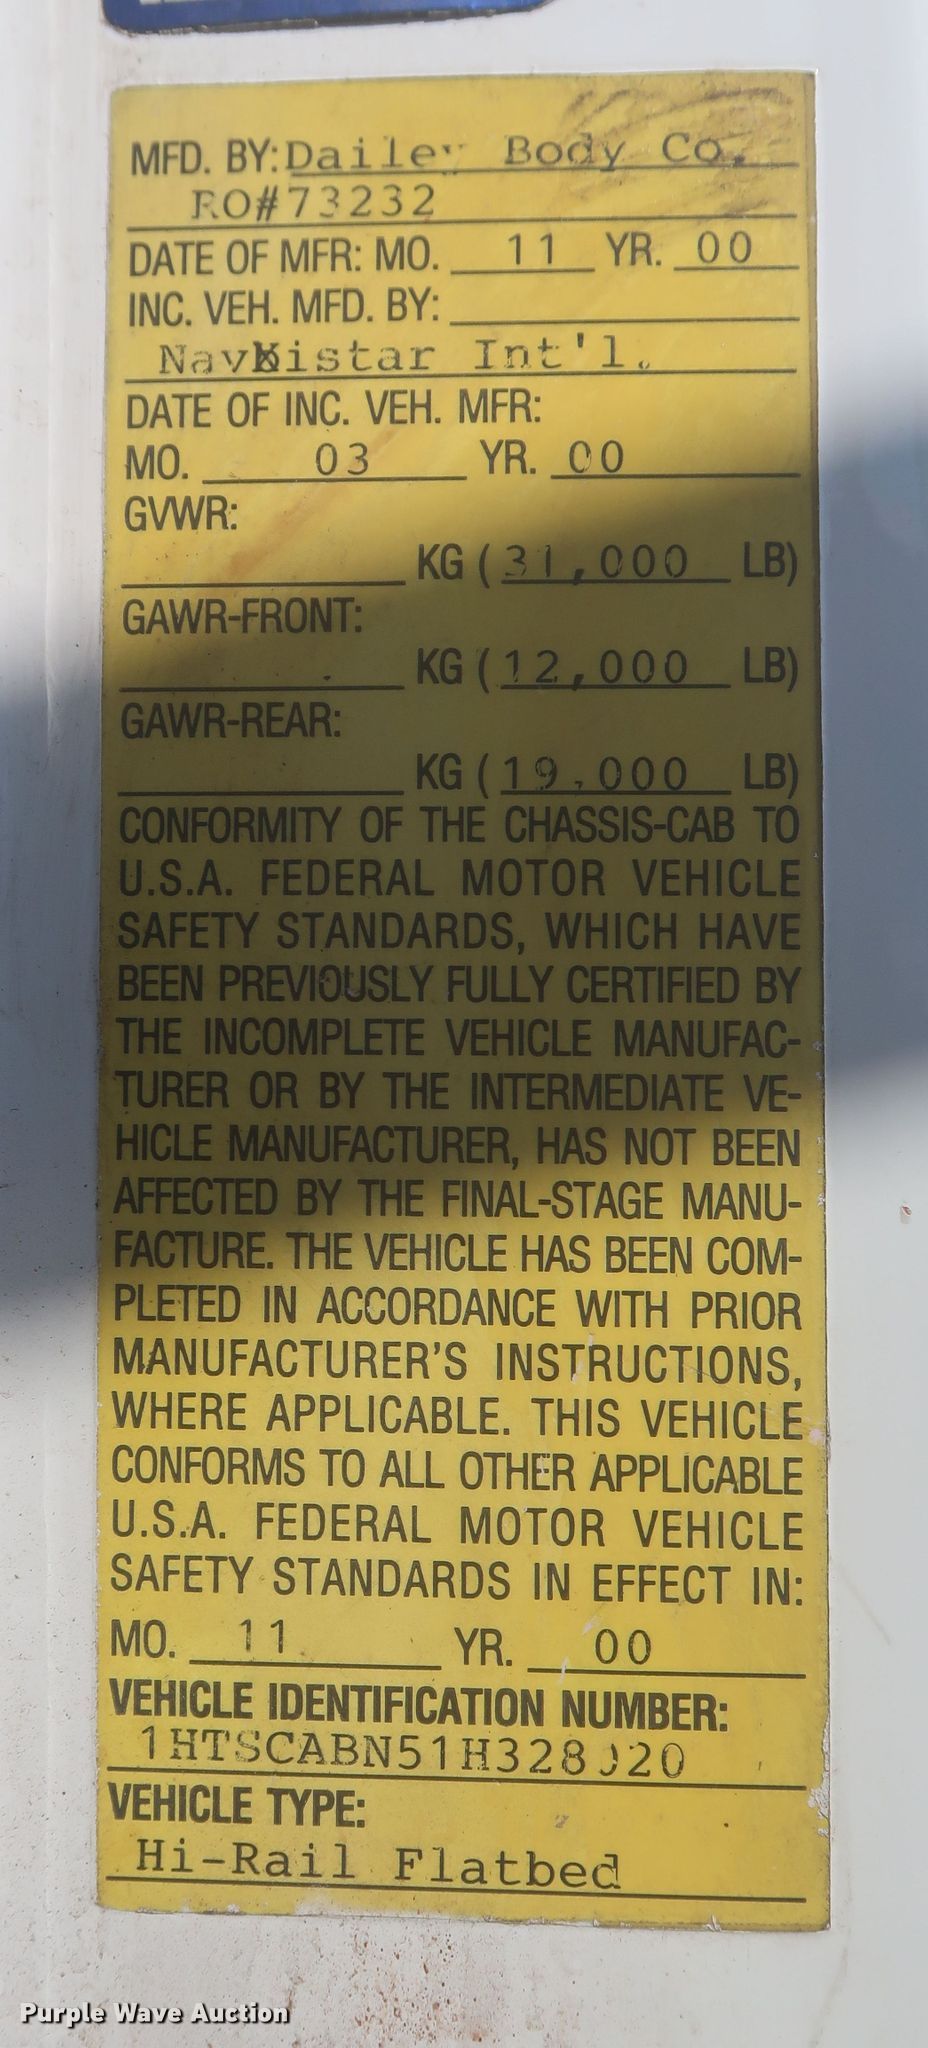 MFD. BY: Dailey Body Co.
RO#73232
DATE OF MFR: MO. 11 YR. 00
INC. VEH. MFD. BY:
Navistar Int'l.
DATE OF INC. VEH. MFR:
MO. 03 YR. 00
GVWR:
KG (31,000 LB)
GAWR-FRONT:
KG (12,000 LB)
GAWR-REAR:
KG (19,000 LB)
CONFORMITY OF THE CHASSIS-CAB TO
U.S.A. FEDERAL MOTOR VEHICLE
SAFETY STANDARDS, WHICH HAVE
BEEN PREVIOUSLY FULLY CERTIFIED BY
THE INCOMPLETE VEHICLE MANUFAC-
TURER OR BY THE INTERMEDIATE VE-
HICLE MANUFACTURER, HAS NOT BEEN
AFFECTED BY THE FINAL-STAGE MANU-
FACTURE. THE VEHICLE HAS BEEN COM-
PLETED IN ACCORDANCE WITH PRIOR
MANUFACTURER'S INSTRUCTIONS,
WHERE APPLICABLE. THIS VEHICLE
CONFORMS TO ALL OTHER APPLICABLE
U.S.A. FEDERAL MOTOR VEHICLE
SAFETY STANDARDS IN EFFECT IN:
MO. 11 YR. 00
VEHICLE IDENTIFICATION NUMBER:
1HTSCABN51H328020
VEHICLE TYPE:
Hi-Rail Flatbed
Purple Wave Auction